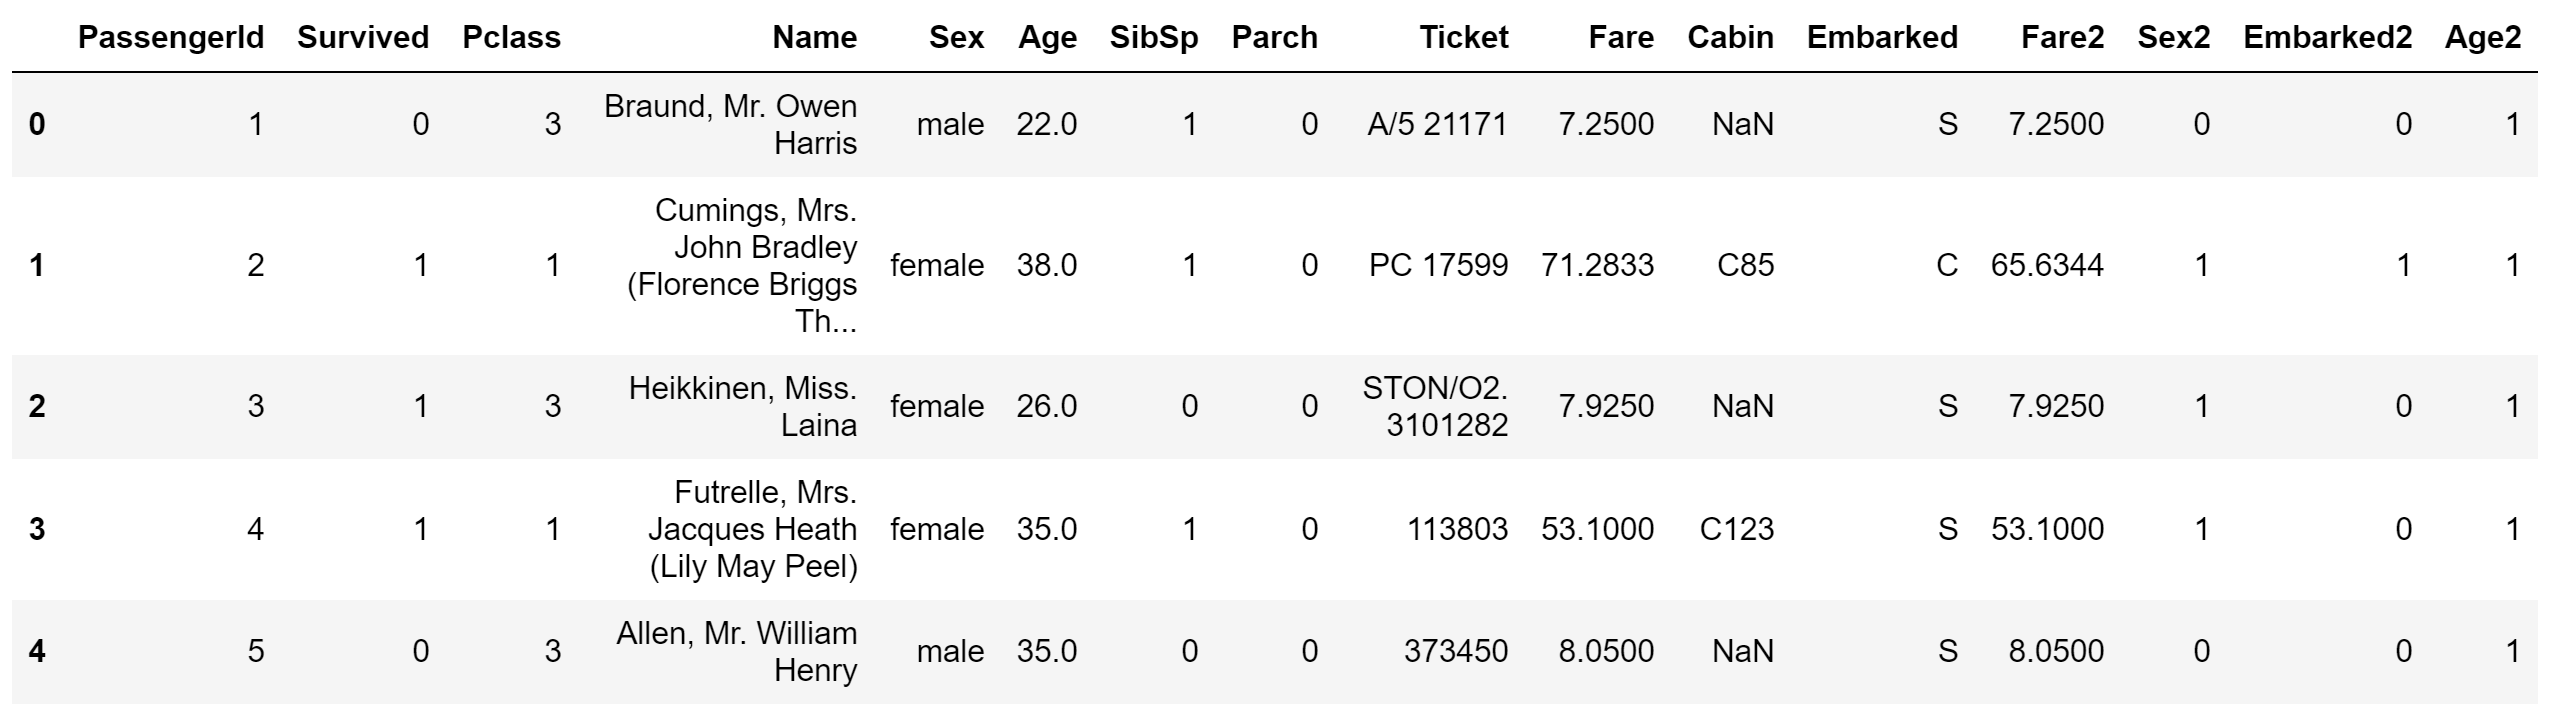 PassengerId Survived Pclass Name Sex Age SibSp Parch Ticket Fare Cabin Embarked Fare2 Sex2 Embarked2 Age2
0 1 0 3 Braund, Mr. Owen Harris male 22.0 1 0 A/5 21171 7.2500 NaN S 7.2500 0 0 1
1 2 1 1 Cumings, Mrs. John Bradley (Florence Briggs Th... female 38.0 1 0 PC 17599 71.2833 C85 C 65.6344 1 1 1
2 3 1 3 Heikkinen, Miss. Laina female 26.0 0 0 STON/O2. 3101282 7.9250 NaN S 7.9250 1 0 1
3 4 1 1 Futrelle, Mrs. Jacques Heath (Lily May Peel) female 35.0 1 0 113803 53.1000 C123 S 53.1000 1 0 1
4 5 0 3 Allen, Mr. William Henry male 35.0 0 0 373450 8.0500 NaN S 8.0500 0 0 1